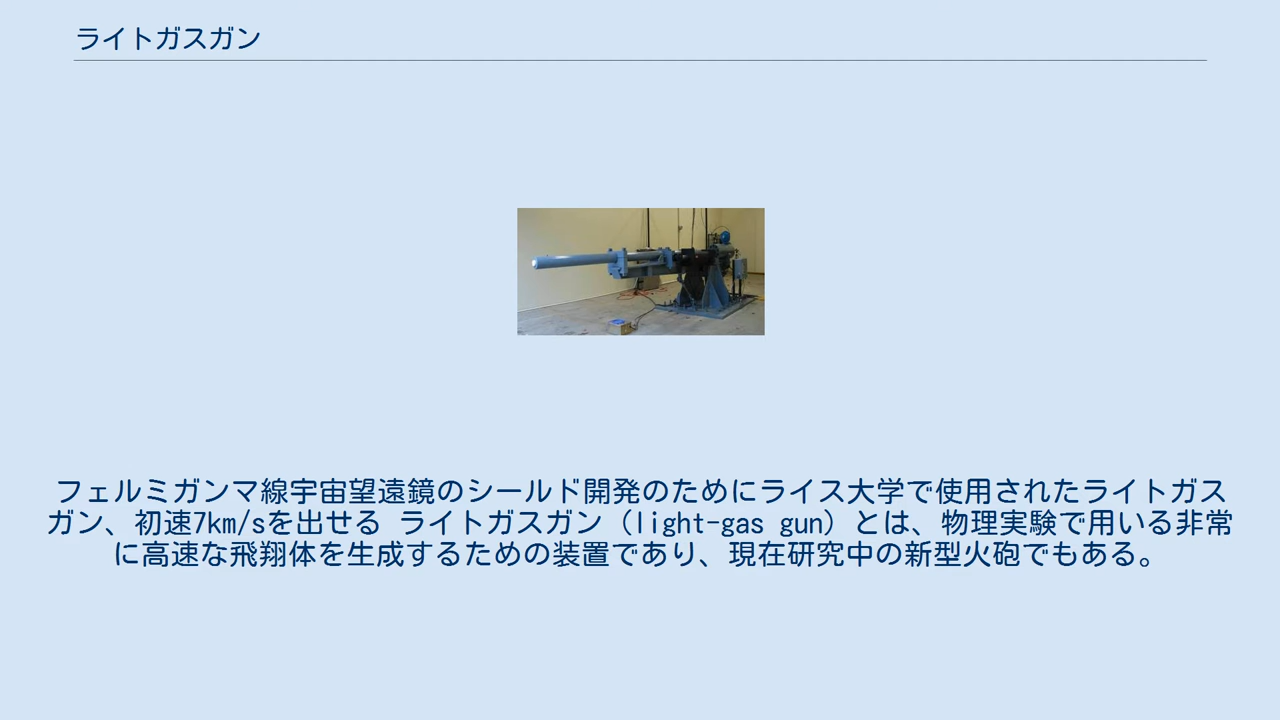 ライトガスガン
フェルミガンマ線宇宙望遠鏡のシールド開発のためにライス大学で使用されたライトガス
ガン、初速7km/sを出せる ライトガスガン（light-gas gun）とは、物理実験で用いる非常
に高速な飛翔体を生成するための装置であり、現在研究中の新型火砲でもある。